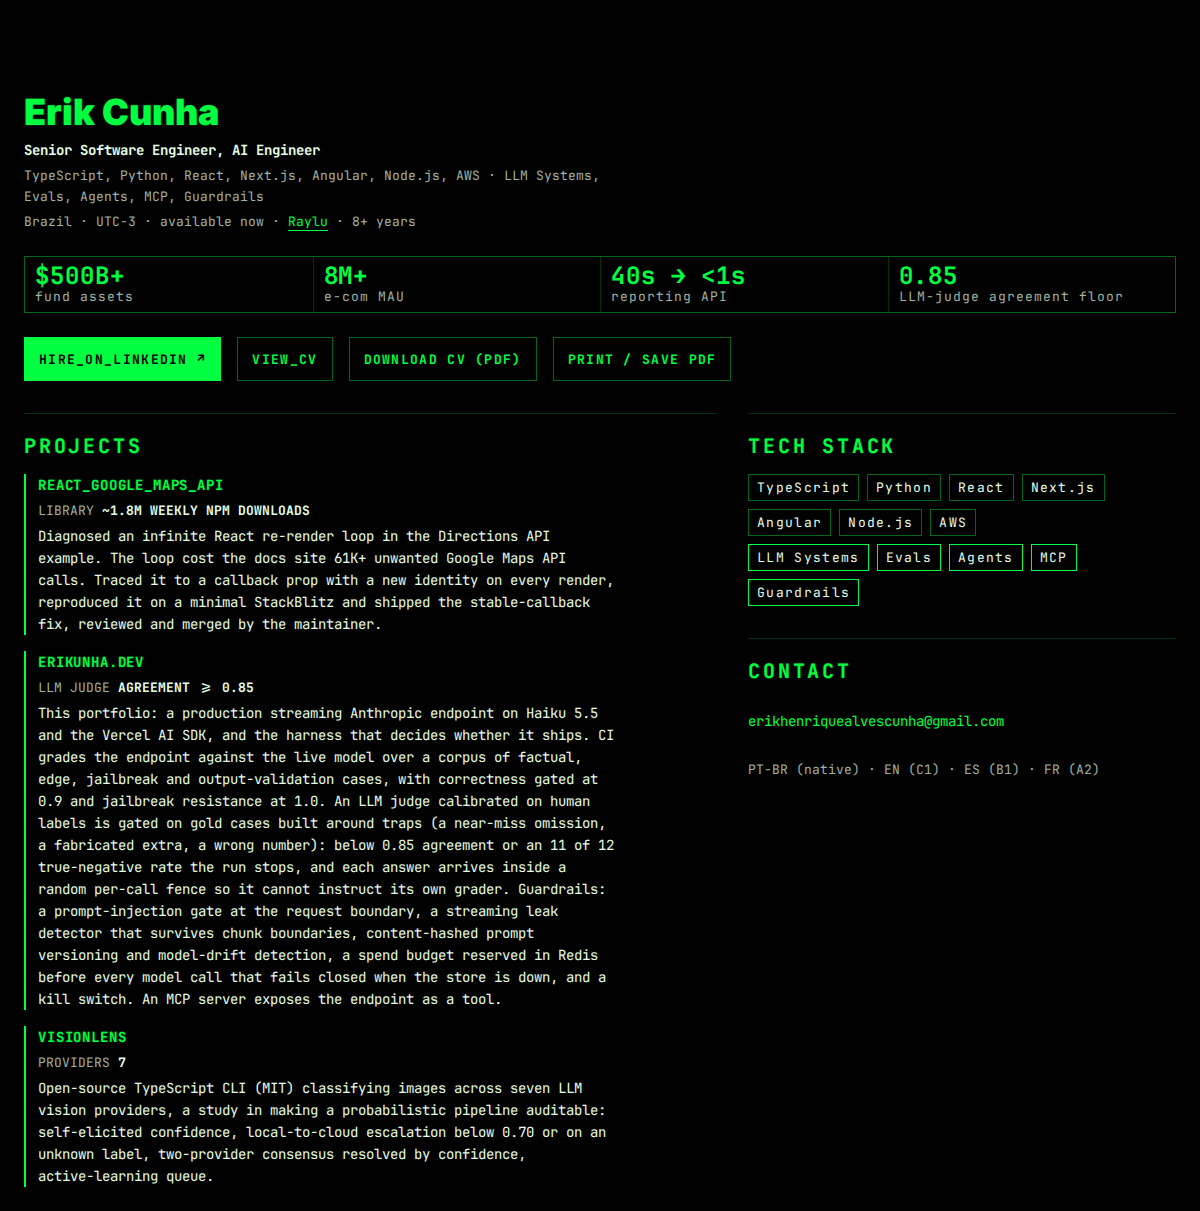 Erik Cunha
Senior Software Engineer, AI Engineer
TypeScript, Python, React, Next.js, Angular, Node.js, AWS · LLM Systems,
Evals, Agents, MCP, Guardrails
Brazil · UTC-3 · available now · Raylu · 8+ years
$500B+
fund assets
8M+
e-com MAU
40s → <1s
reporting API
0.85
LLM-judge agreement floor
HIRE_ON_LINKEDIN ↗
VIEW_CV
DOWNLOAD CV (PDF)
PRINT / SAVE PDF
PROJECTS
REACT_GOOGLE_MAPS_API
LIBRARY ~1.8M WEEKLY NPM DOWNLOADS
Diagnosed an infinite React re-render loop in the Directions API
example. The loop cost the docs site 61K+ unwanted Google Maps API
calls. Traced it to a callback prop with a new identity on every render,
reproduced it on a minimal StackBlitz and shipped the stable-callback
fix, reviewed and merged by the maintainer.
ERIKUNHA.DEV
LLM JUDGE AGREEMENT ⩾ 0.85
This portfolio: a production streaming Anthropic endpoint on Haiku 5.5
and the Vercel AI SDK, and the harness that decides whether it ships. CI
grades the endpoint against the live model over a corpus of factual,
edge, jailbreak and output-validation cases, with correctness gated at
0.9 and jailbreak resistance at 1.0. An LLM judge calibrated on human
labels is gated on gold cases built around traps (a near-miss omission,
a fabricated extra, a wrong number): below 0.85 agreement or an 11 of 12
true-negative rate the run stops, and each answer arrives inside a
random per-call fence so it cannot instruct its own grader. Guardrails:
a prompt-injection gate at the request boundary, a streaming leak
detector that survives chunk boundaries, content-hashed prompt
versioning and model-drift detection, a spend budget reserved in Redis
before every model call that fails closed when the store is down, and a
kill switch. An MCP server exposes the endpoint as a tool.
VISIONLENS
PROVIDERS 7
Open-source TypeScript CLI (MIT) classifying images across seven LLM
vision providers, a study in making a probabilistic pipeline auditable:
self-elicited confidence, local-to-cloud escalation below 0.70 or on an
unknown label, two-provider consensus resolved by confidence,
active-learning queue.
TECH STACK
TypeScript Python React Next.js
Angular Node.js AWS
LLM Systems Evals Agents MCP
Guardrails
CONTACT
erikhenriquealvescunha@gmail.com
PT-BR (native) · EN (C1) · ES (B1) · FR (A2)